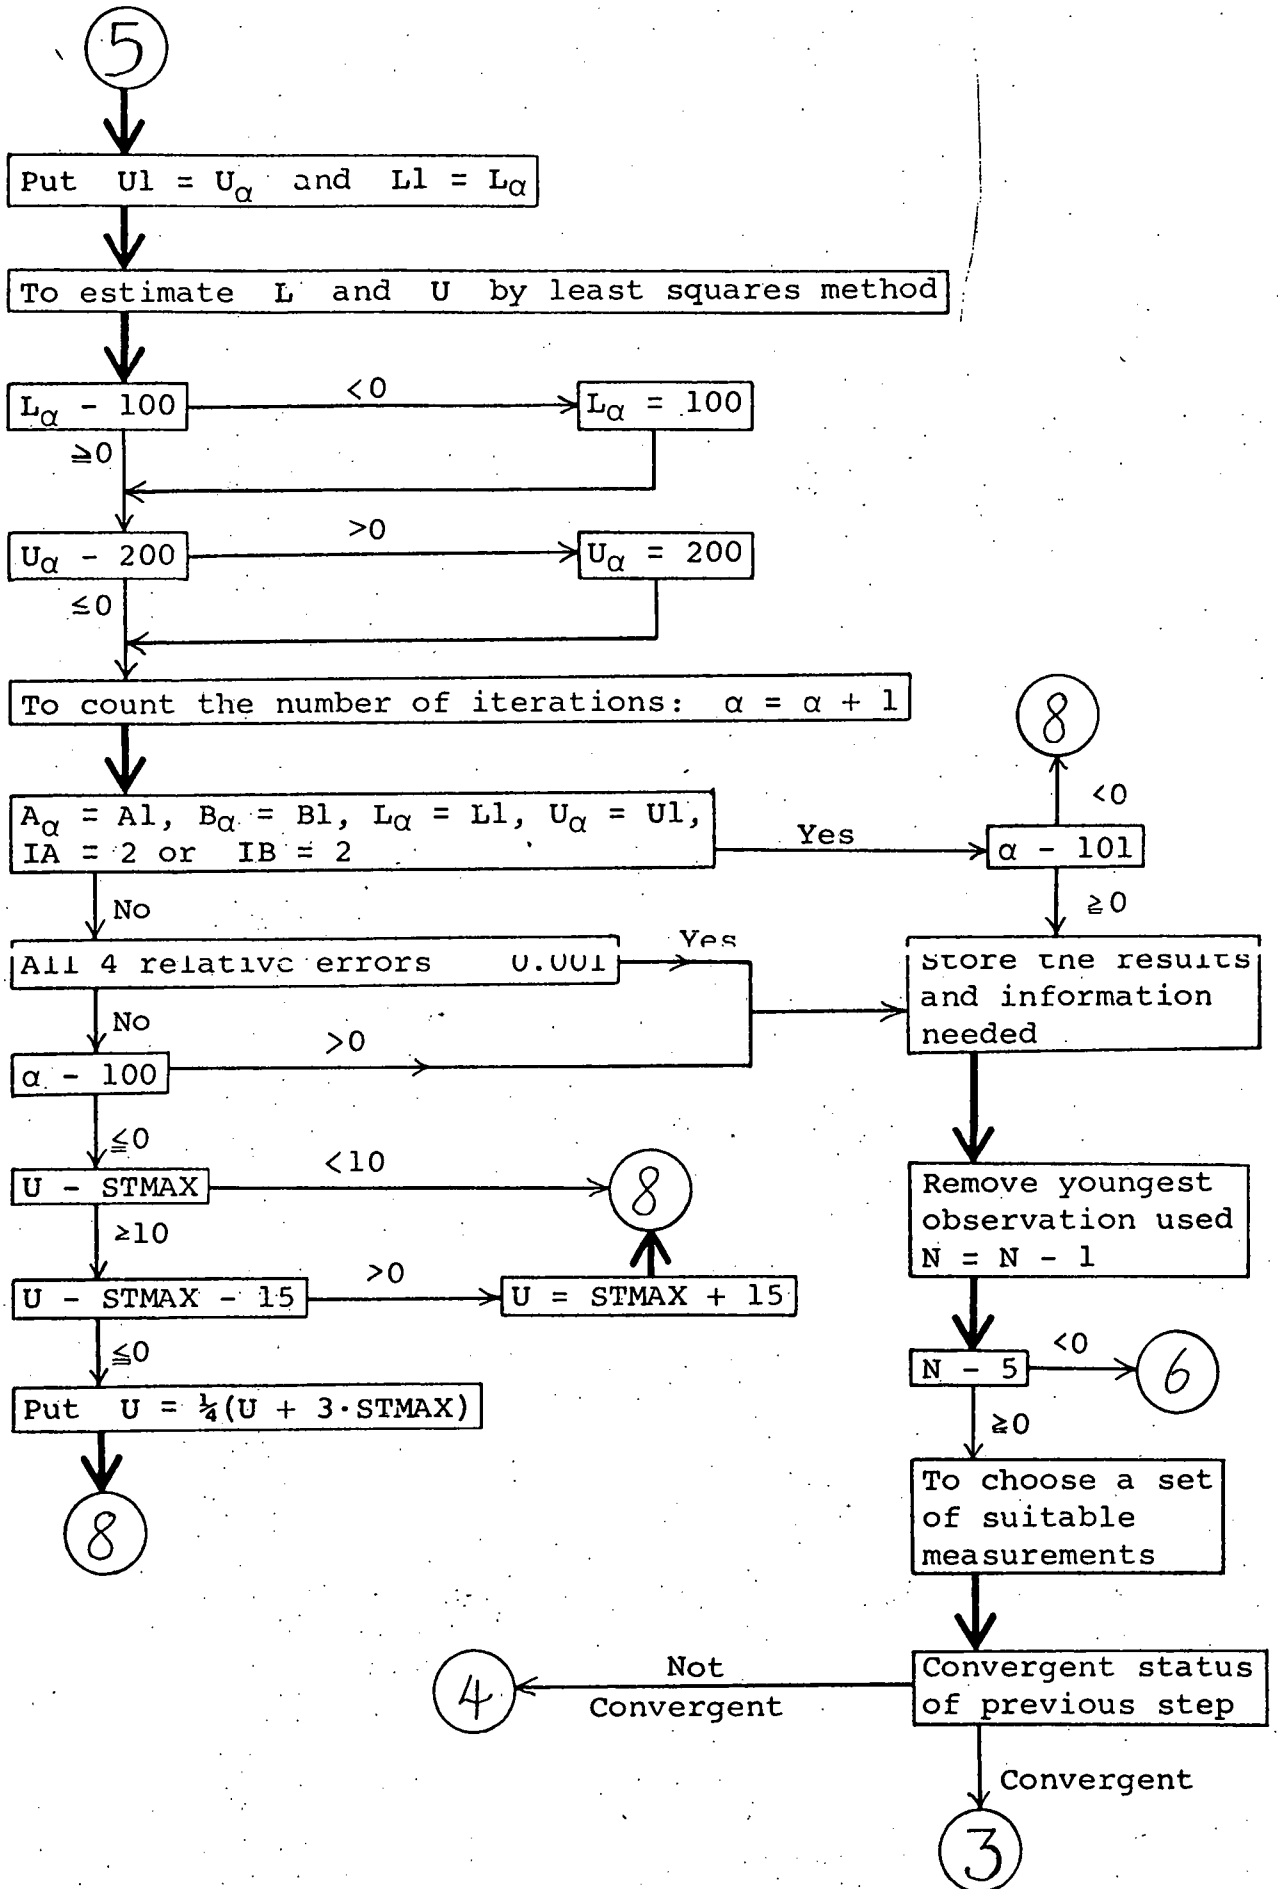 5
Put U1 = Uα and L1 = Lα
To estimate L and U by least squares method
Lα - 100
<0
Lα = 100
≧0
Uα - 200
>0
Uα = 200
≦0
To count the number of iterations: α = α + 1
Aα = A1, Bα = B1, Lα = L1, Uα = U1,
IA = 2 or IB = 2
Yes
α - 101
<0
8
≧0
No
All 4 relative errors 0.001
Yes
Store the results
and information
needed
No
α - 100
>0
≦0
U - STMAX
<10
8
≥10
U - STMAX - 15
>0
U = STMAX + 15
≦0
Put U = ¼(U + 3·STMAX)
8
Remove youngest
observation used
N = N - 1
N - 5
<0
6
≧0
To choose a set
of suitable
measurements
Convergent status
of previous step
Not
Convergent
4
Convergent
3